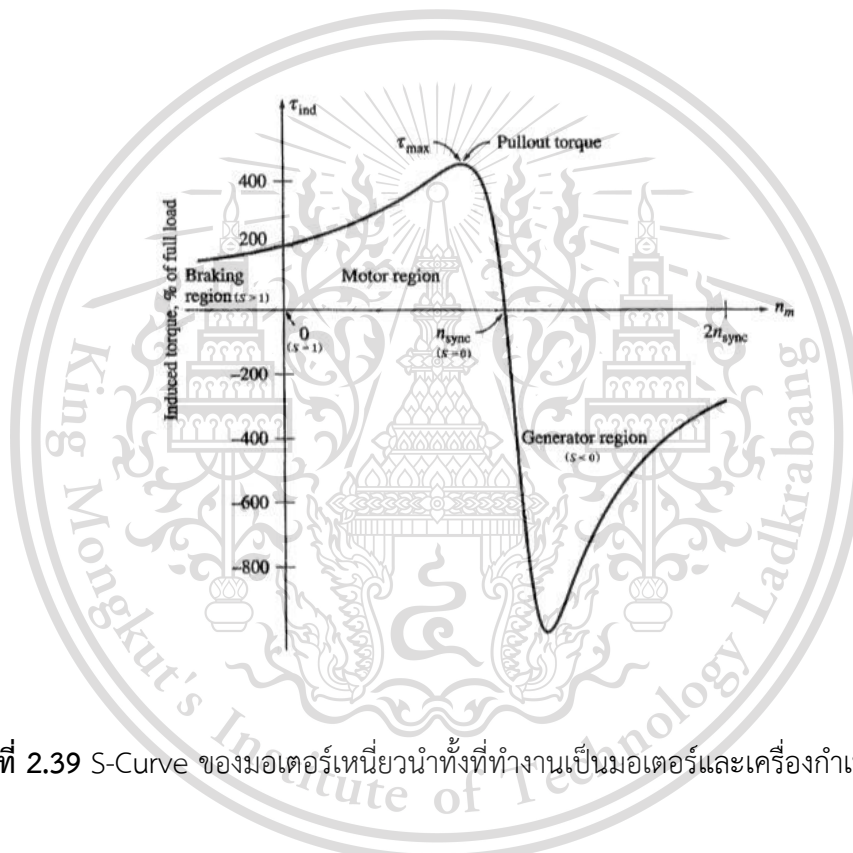 τind
τmax
Pullout torque
400
200
Induced torque, % of full load
Braking
region (S > 1)
Motor region
nm
0
(S = 1)
nsync
(S=0)
2nsync
-200
-400
Generator region
(S < 0)
-600
-800
King Mongkut's Institute of Technology Ladkrabang
ที่ 2.39 S-Curve ของมอเตอร์เหนี่ยวนำทั้งที่ทำงานเป็นมอเตอร์และเครื่องกำเ